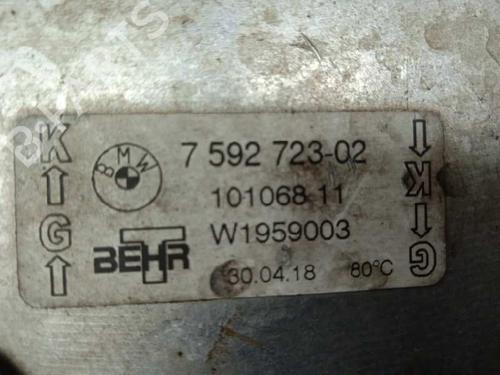 K
BMW
7 592 723-02
K
101068 11
G
BEHR
W1959003
G
30.04.18 80°C